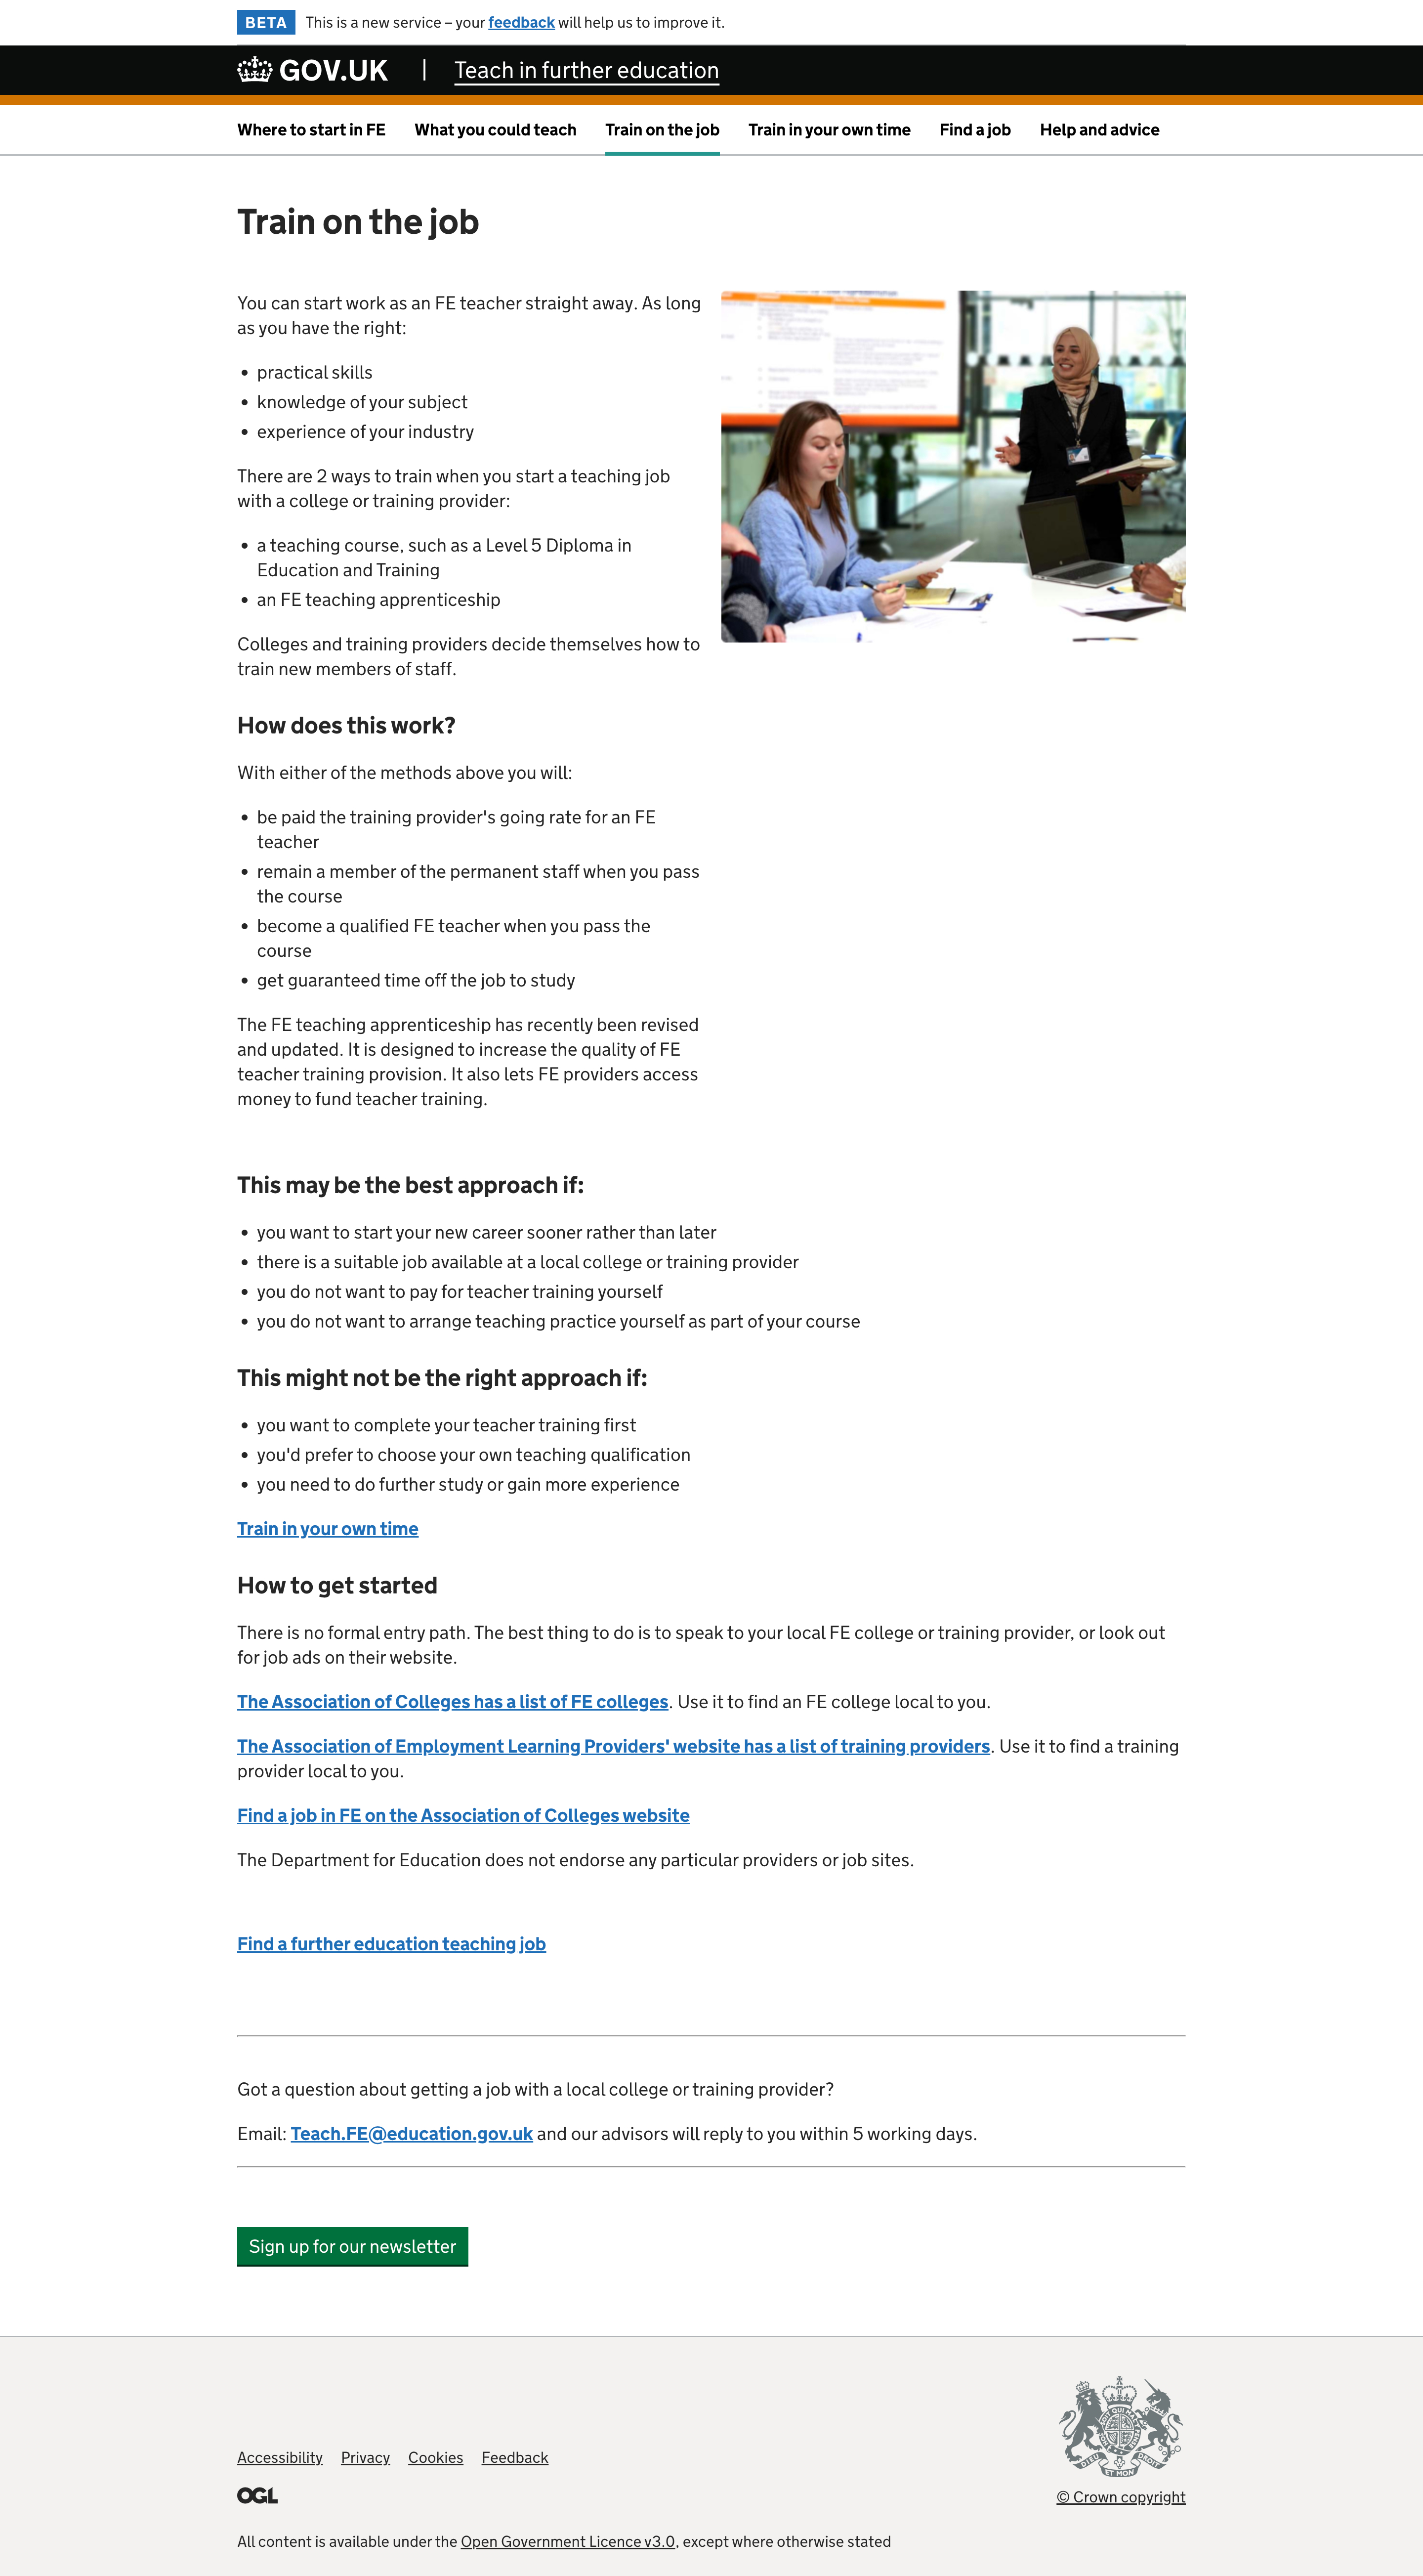 BETA This is a new service – your feedback will help us to improve it.
GOV.UK | Teach in further education
Where to start in FE What you could teach Train on the job Train in your own time Find a job Help and advice
Train on the job
You can start work as an FE teacher straight away. As long
as you have the right:
• practical skills
• knowledge of your subject
• experience of your industry
There are 2 ways to train when you start a teaching job
with a college or training provider:
• a teaching course, such as a Level 5 Diploma in
Education and Training
• an FE teaching apprenticeship
Colleges and training providers decide themselves how to
train new members of staff.
How does this work?
With either of the methods above you will:
• be paid the training provider's going rate for an FE
teacher
• remain a member of the permanent staff when you pass
the course
• become a qualified FE teacher when you pass the
course
• get guaranteed time off the job to study
The FE teaching apprenticeship has recently been revised
and updated. It is designed to increase the quality of FE
teacher training provision. It also lets FE providers access
money to fund teacher training.
This may be the best approach if:
• you want to start your new career sooner rather than later
• there is a suitable job available at a local college or training provider
• you do not want to pay for teacher training yourself
• you do not want to arrange teaching practice yourself as part of your course
This might not be the right approach if:
• you want to complete your teacher training first
• you'd prefer to choose your own teaching qualification
• you need to do further study or gain more experience
Train in your own time
How to get started
There is no formal entry path. The best thing to do is to speak to your local FE college or training provider, or look out
for job ads on their website.
The Association of Colleges has a list of FE colleges. Use it to find an FE college local to you.
The Association of Employment Learning Providers' website has a list of training providers. Use it to find a training
provider local to you.
Find a job in FE on the Association of Colleges website
The Department for Education does not endorse any particular providers or job sites.
Find a further education teaching job
Got a question about getting a job with a local college or training provider?
Email: Teach.FE@education.gov.uk and our advisors will reply to you within 5 working days.
Sign up for our newsletter
Accessibility Privacy Cookies Feedback
OGL
DIEU ET MON DROIT
© Crown copyright
All content is available under the Open Government Licence v3.0, except where otherwise stated